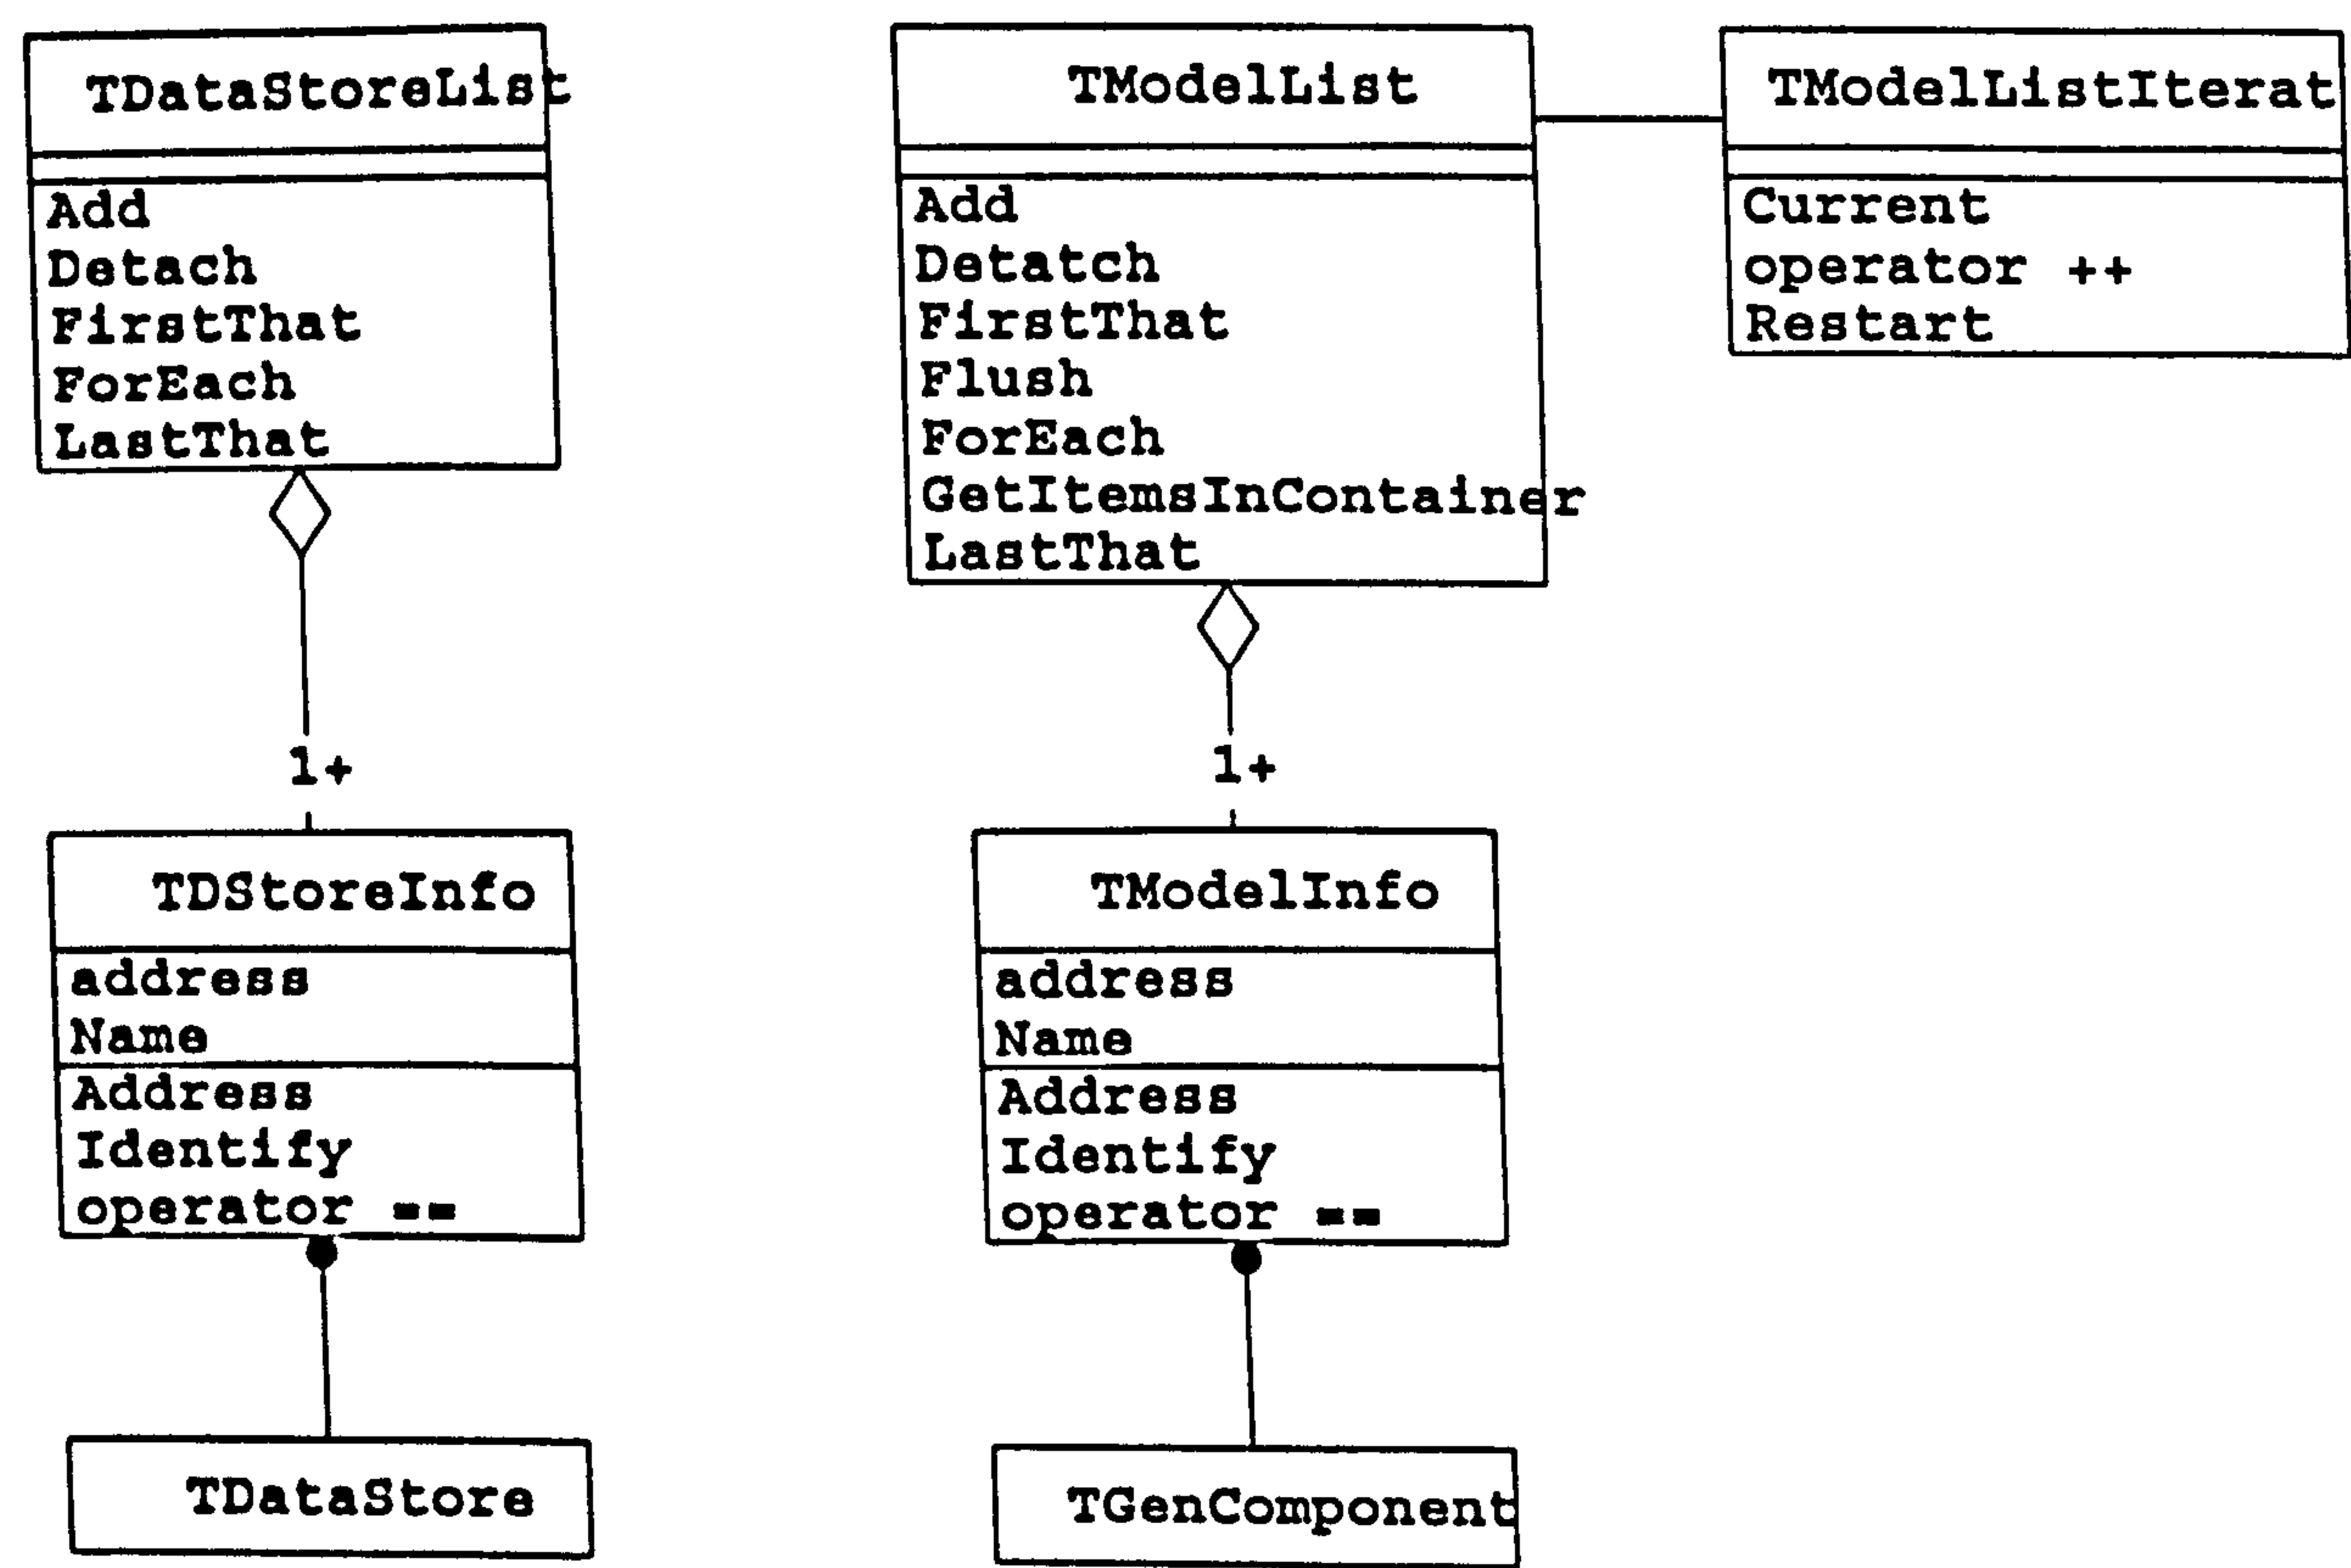 TDataStoreList
Add
Detach
FirstThat
ForEach
LastThat
1+
TDStoreInfo
address
Name
Address
Identify
operator ==
TDataStore
TModelList
Add
Detatch
FirstThat
Flush
ForEach
GetItemsInContainer
LastThat
1+
TModelInfo
address
Name
Address
Identify
operator ==
TGenComponent
TModelListIterat
Current
operator ++
Restart